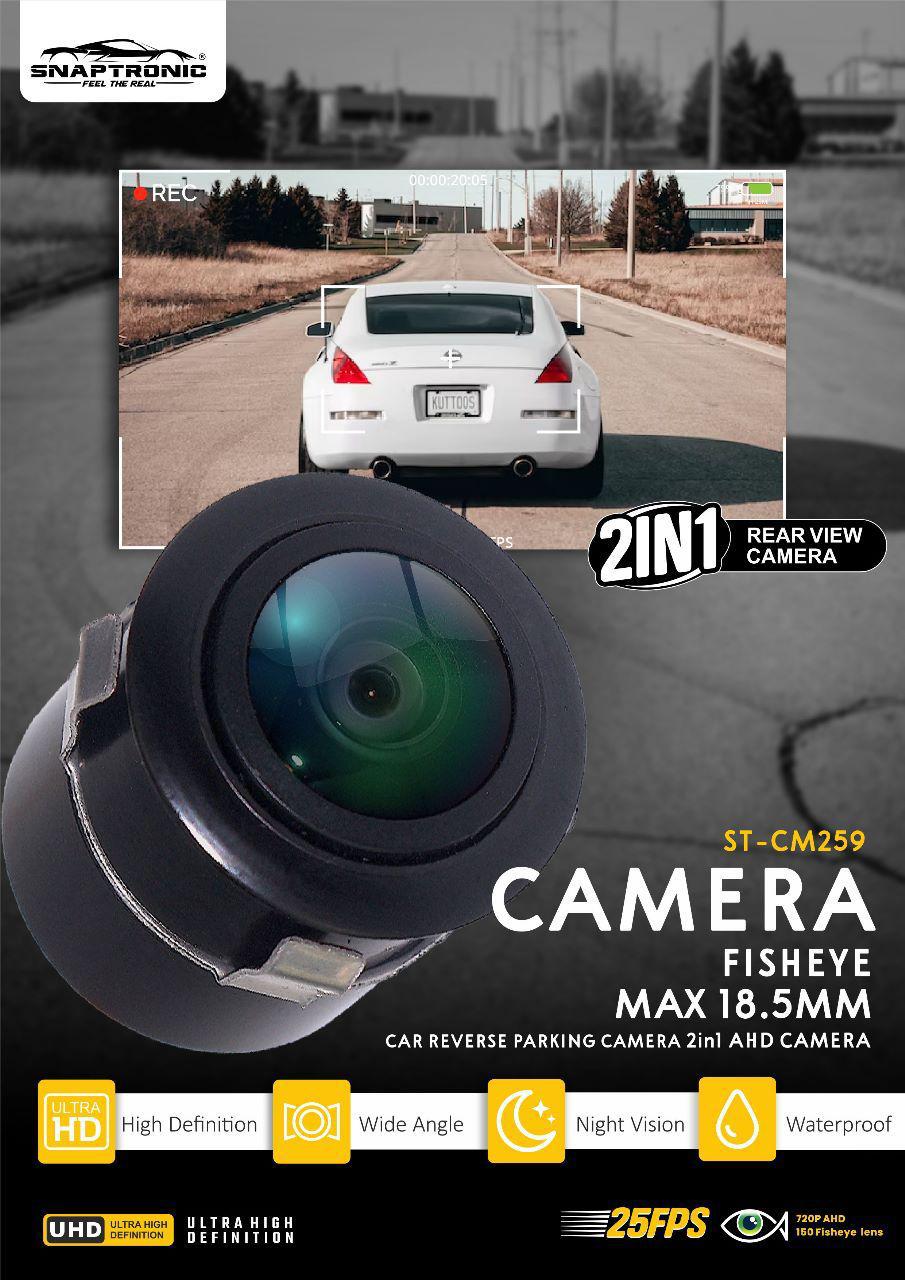 SNAPTRONIC®
FEEL THE REAL
REC
00:00:20:05
KUTTOOS
PS
2IN1
REAR VIEW
CAMERA
ST-CM259
CAMERA
FISHEYE
MAX 18.5MM
CAR REVERSE PARKING CAMERA 2in1 AHD CAMERA
ULTRA
HD
High Definition
Wide Angle
Night Vision
Waterproof
UHD
ULTRA HIGH
DEFINITION
ULTRA HIGH
DEFINITION
25FPS
720P AHD
150 Fisheye lens